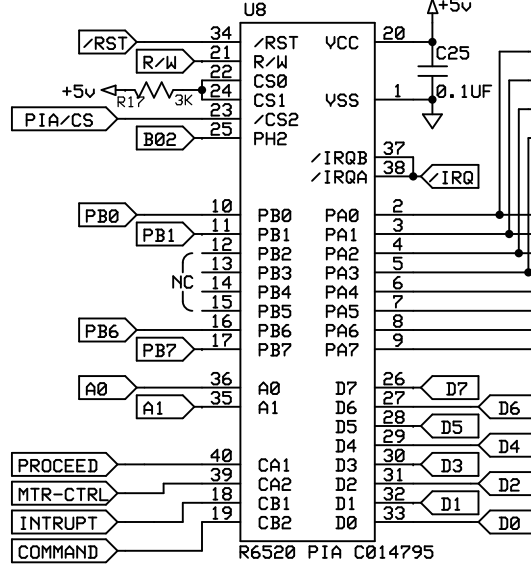 U8 +5v
/RST 34 /RST VCC 20
R/W 21 R/W C25
22 CS0
+5v R17 3K 24 CS1 VSS 1 0.1UF
PIA/CS 23 /CS2
B02 25 PH2
/IRQB 37
/IRQA 38 /IRQ
PB0 10 PB0 PA0 2
PB1 11 PB1 PA1 3
12 PB2 PA2 4
NC 13 PB3 PA3 5
14 PB4 PA4 6
15 PB5 PA5 7
PB6 16 PB6 PA6 8
PB7 17 PB7 PA7 9
A0 36 A0 D7 26 D7
A1 35 A1 D6 27 D6
D5 28 D5
D4 29 D4
PROCEED 40 CA1 D3 30 D3
MTR-CTRL 39 CA2 D2 31 D2
INTRUPT 18 CB1 D1 32 D1
COMMAND 19 CB2 D0 33 D0
R6520 PIA C014795